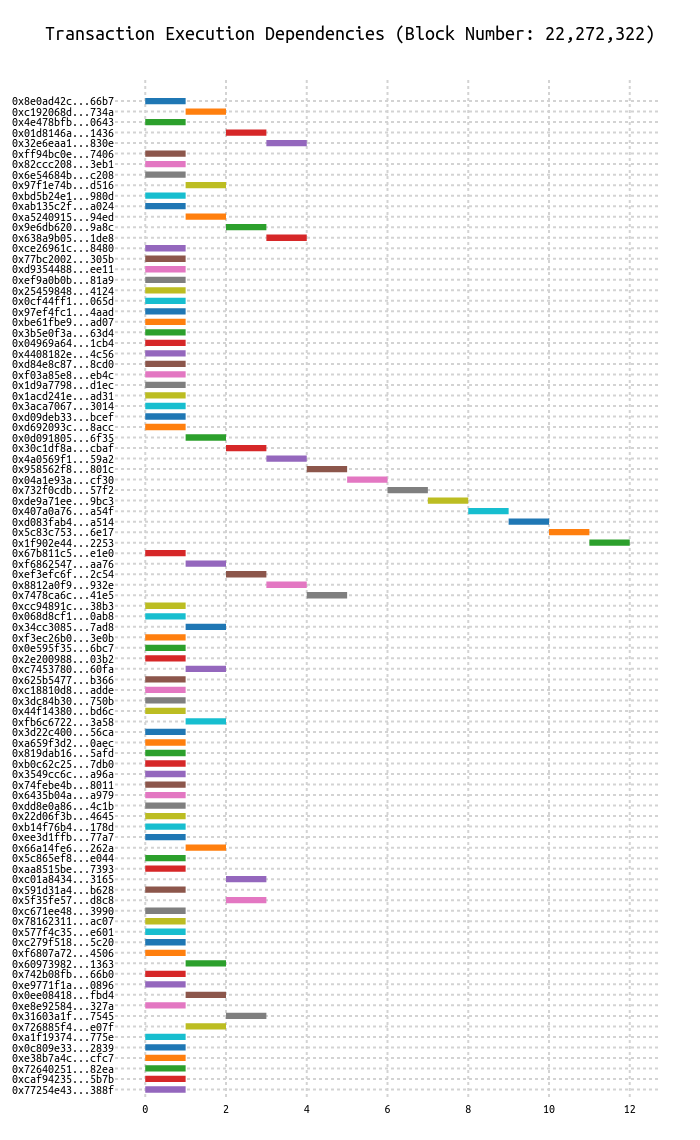 Transaction Execution Dependencies (Block Number: 22,272,322)
0x8e0ad42c...66b7
0xc192068d...734a
0x4e478bfb...0643
0x01d8146a...1436
0x32e6eaa1...830e
0xff94bc0e...7406
0x82ccc208...3eb1
0x6e54684b...c208
0x97f1e74b...d516
0xbd5b24e1...980d
0xab135c2f...a024
0xa5240915...94ed
0x9e6db620...9a8c
0x638a9b05...1de8
0xce26961c...8480
0x77bc2002...305b
0xd9354488...ee11
0xef9a0b0b...81a9
0x25459848...4124
0x0cf44ff1...065d
0x97ef4fc1...4aad
0xbe61fbe9...ad07
0x3b5e0f3a...63d4
0x04969a64...1cb4
0x4408182e...4c56
0xd84e8c87...8cd0
0xf03a85e8...eb4c
0x1d9a7798...d1ec
0x1acd241e...ad31
0x3aca7067...3014
0xd09deb33...bcef
0xd692093c...8acc
0x0d091805...6f35
0x30c1df8a...cbaf
0x4a0569f1...59a2
0x958562f8...801c
0x04a1e93a...cf30
0x732f0cdb...57f2
0xde9a71ee...9bc3
0x407a0a76...a54f
0xd083fab4...a514
0x5c83c753...6e17
0x1f902e44...2253
0x67b811c5...e1e0
0xf6862547...aa76
0xef3efc6f...2c54
0x8812a0f9...932e
0x7478ca6c...41e5
0xcc94891c...38b3
0x068d8cf1...0ab8
0x34cc3085...7ad8
0xf3ec26b0...3e0b
0x0e595f35...6bc7
0x2e200988...03b2
0xc7453780...60fa
0x625b5477...b366
0xc18810d8...adde
0x3dc84b30...750b
0x44f14380...bd6c
0xfb6c6722...3a58
0x3d22c400...56ca
0xa659f3d2...0aec
0x819dab16...5afd
0xb0c62c25...7db0
0x3549cc6c...a96a
0x74febe4b...8011
0x6435b04a...a979
0xdd8e0a86...4c1b
0x22d06f3b...4645
0xb14f76b4...178d
0xee3d1ffb...77a7
0x66a14fe6...262a
0x5c865ef8...e044
0xaa8515be...7393
0xc01a8434...3165
0x591d31a4...b628
0x5f35fe57...d8c8
0xc671ee48...3990
0x78162311...ac07
0x577f4c35...e601
0xc279f518...5c20
0xf6807a72...4506
0x60973982...1363
0x742b08fb...66b0
0xe9771f1a...0896
0x0ee08418...fbd4
0xe8e92584...327a
0x31603a1f...7545
0x726885f4...e07f
0xa1f19374...775e
0x0c809e33...2839
0xe38b7a4c...cfc7
0x72640251...82ea
0xcaf94235...5b7b
0x77254e43...388f
0 2 4 6 8 10 12